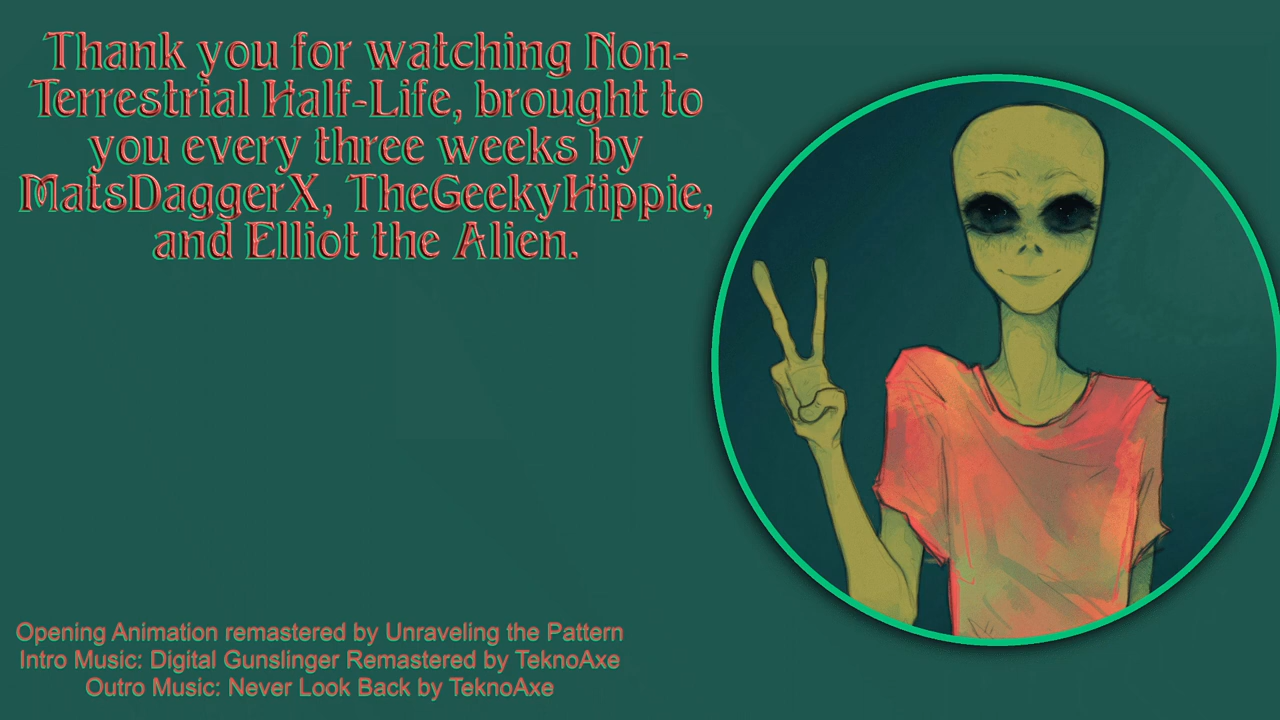 Thank you for watching Non-
Terrestrial Half-Life, brought to
you every three weeks by
MatsDaggerX, TheGeekyHippie,
and Elliot the Alien.
Opening Animation remastered by Unraveling the Pattern
Intro Music: Digital Gunslinger Remastered by TeknoAxe
Outro Music: Never Look Back by TeknoAxe